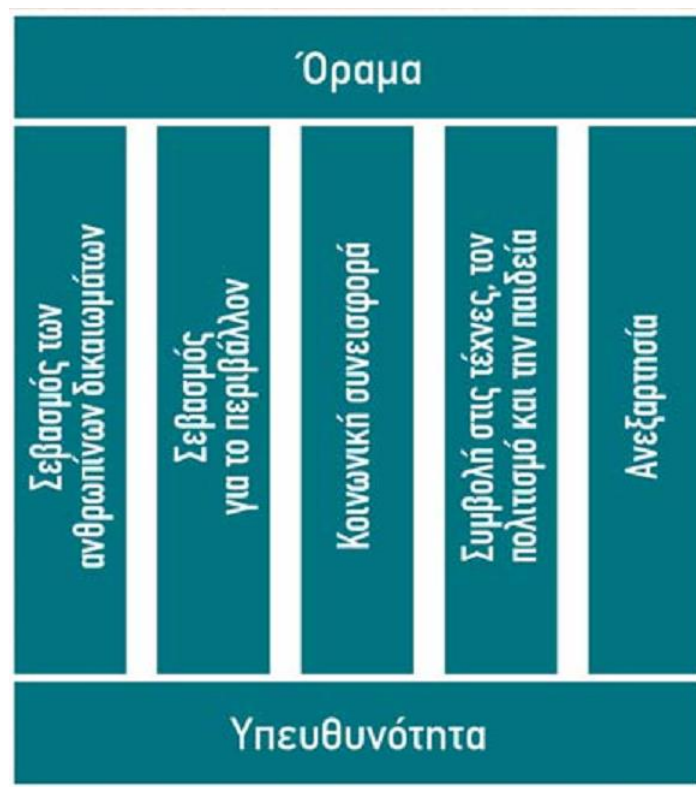 Όραμα
Σεβασμός των
ανθρωπίνων δικαιωμάτων
Σεβασμός
για το περιβάλλον
Κοινωνική συνεισφορά
Συμβολή στις τέχνες, τον
πολιτισμό και την παιδεία
Ανεξαρτησία
Υπευθυνότητα